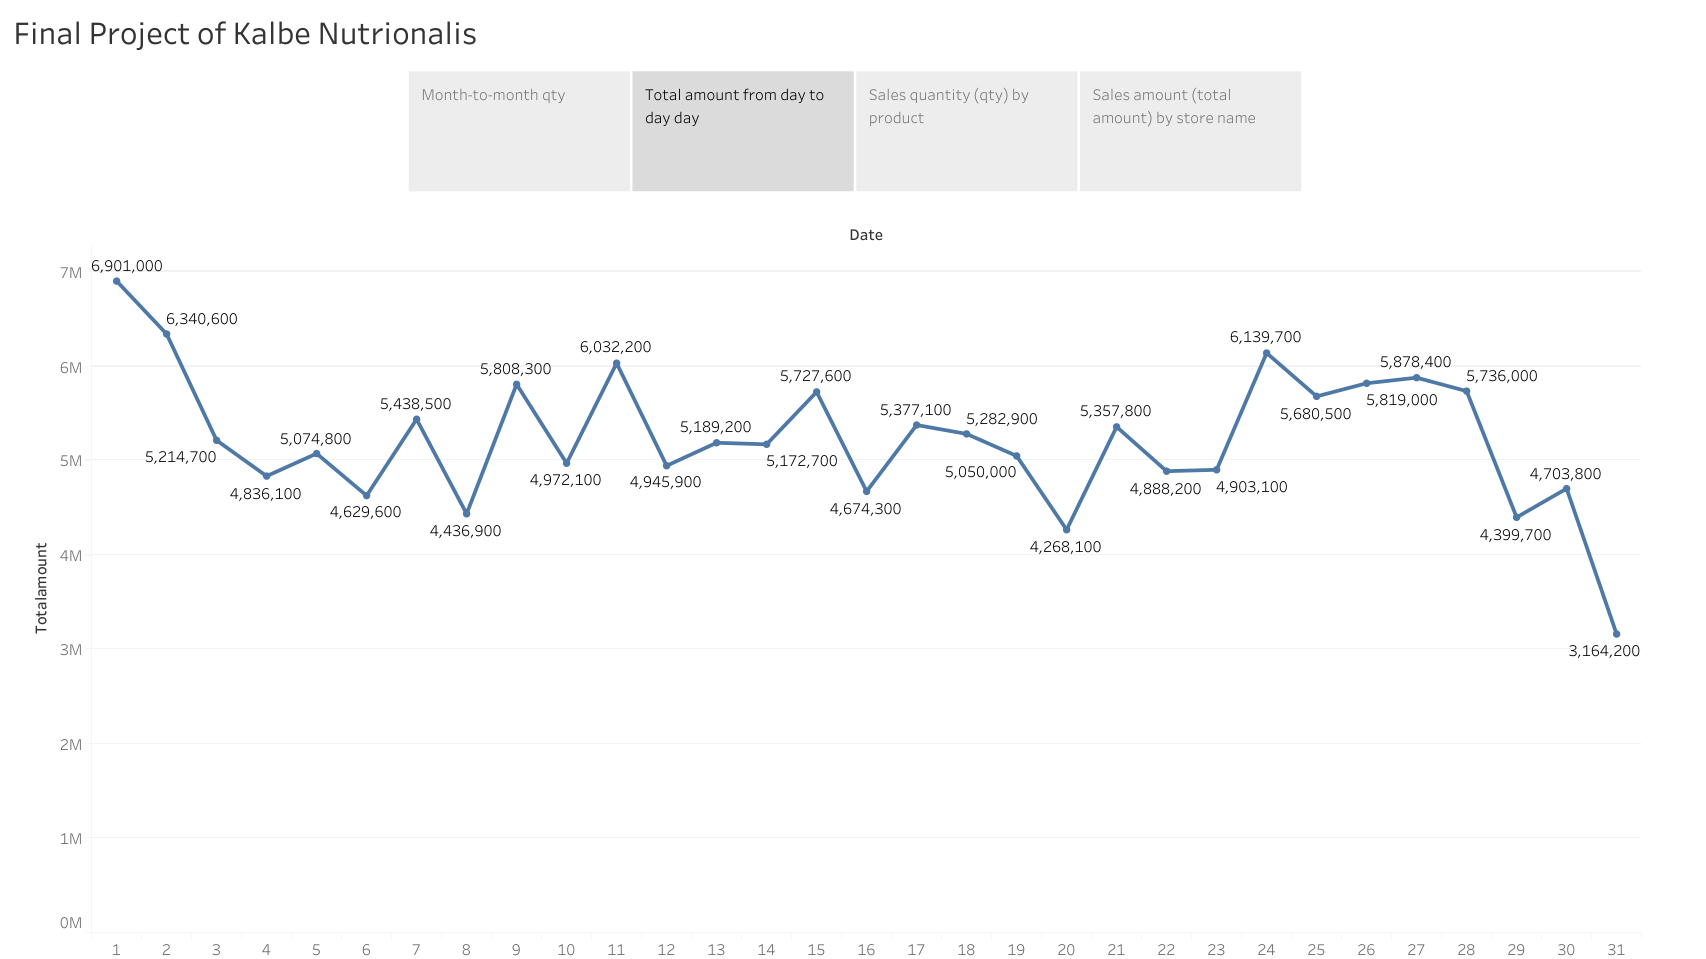 Final Project of Kalbe Nutrionalis
Month-to-month qty
Total amount from day to
day day
Sales quantity (qty) by
product
Sales amount (total
amount) by store name
Date
Totalamount
7M
6M
5M
4M
3M
2M
1M
0M
6,901,000
6,340,600
5,214,700
4,836,100
5,074,800
4,629,600
5,438,500
4,436,900
5,808,300
4,972,100
6,032,200
4,945,900
5,189,200
5,172,700
5,727,600
4,674,300
5,377,100
5,282,900
5,050,000
4,268,100
5,357,800
4,888,200
4,903,100
6,139,700
5,680,500
5,819,000
5,878,400
5,736,000
4,399,700
4,703,800
3,164,200
1 2 3 4 5 6 7 8 9 10 11 12 13 14 15 16 17 18 19 20 21 22 23 24 25 26 27 28 29 30 31